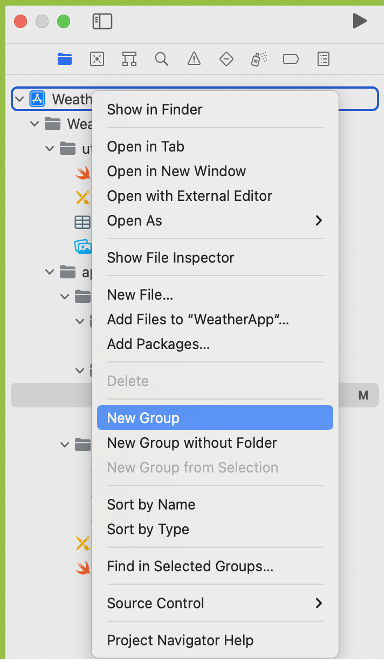 Weath
Show in Finder
Wea
Open in Tab
Open in New Window
Open with External Editor
Open As
Show File Inspector
New File...
Add Files to “WeatherApp”...
Add Packages...
Delete
M
New Group
New Group without Folder
New Group from Selection
Sort by Name
Sort by Type
Find in Selected Groups...
Source Control
Project Navigator Help